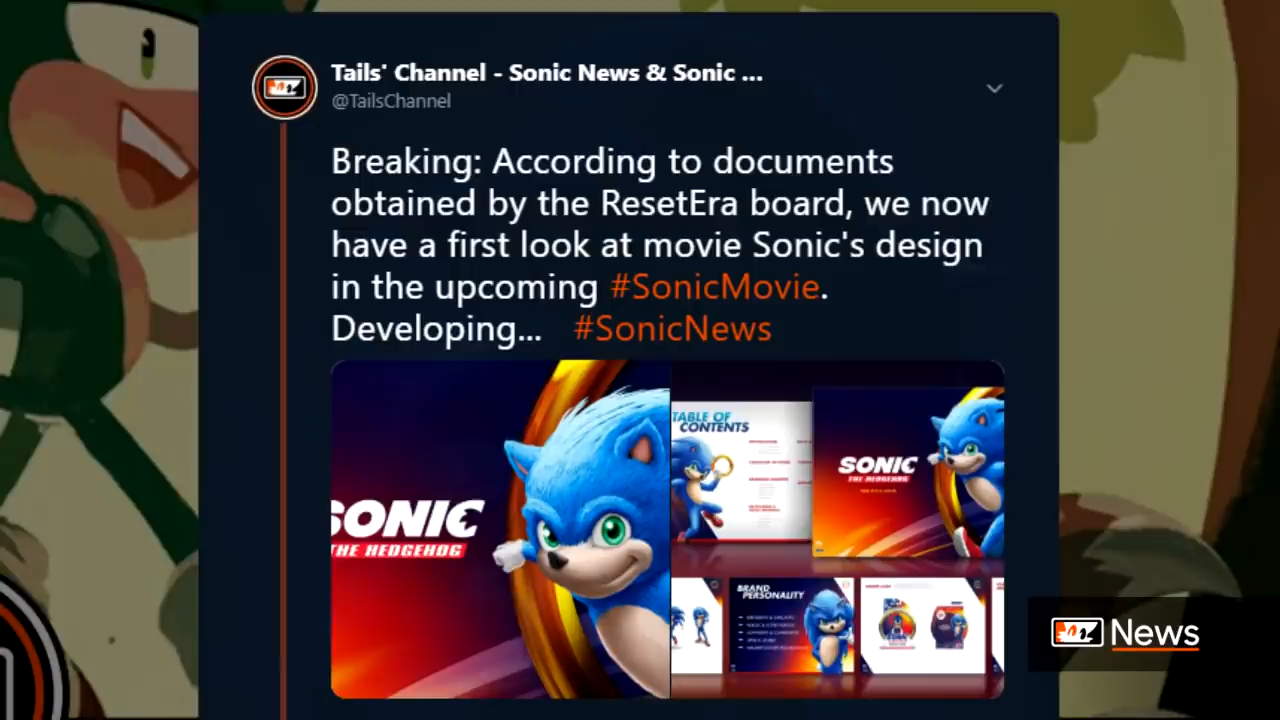 Tails' Channel - Sonic News & Sonic ...
@TailsChannel
Breaking: According to documents
obtained by the ResetEra board, we now
have a first look at movie Sonic's design
in the upcoming #SonicMovie.
Developing... #SonicNews
SONIC
THE HEDGEHOG
TABLE OF
CONTENTS
SONIC
THE HEDGEHOG
BRAND
PERSONALITY
News